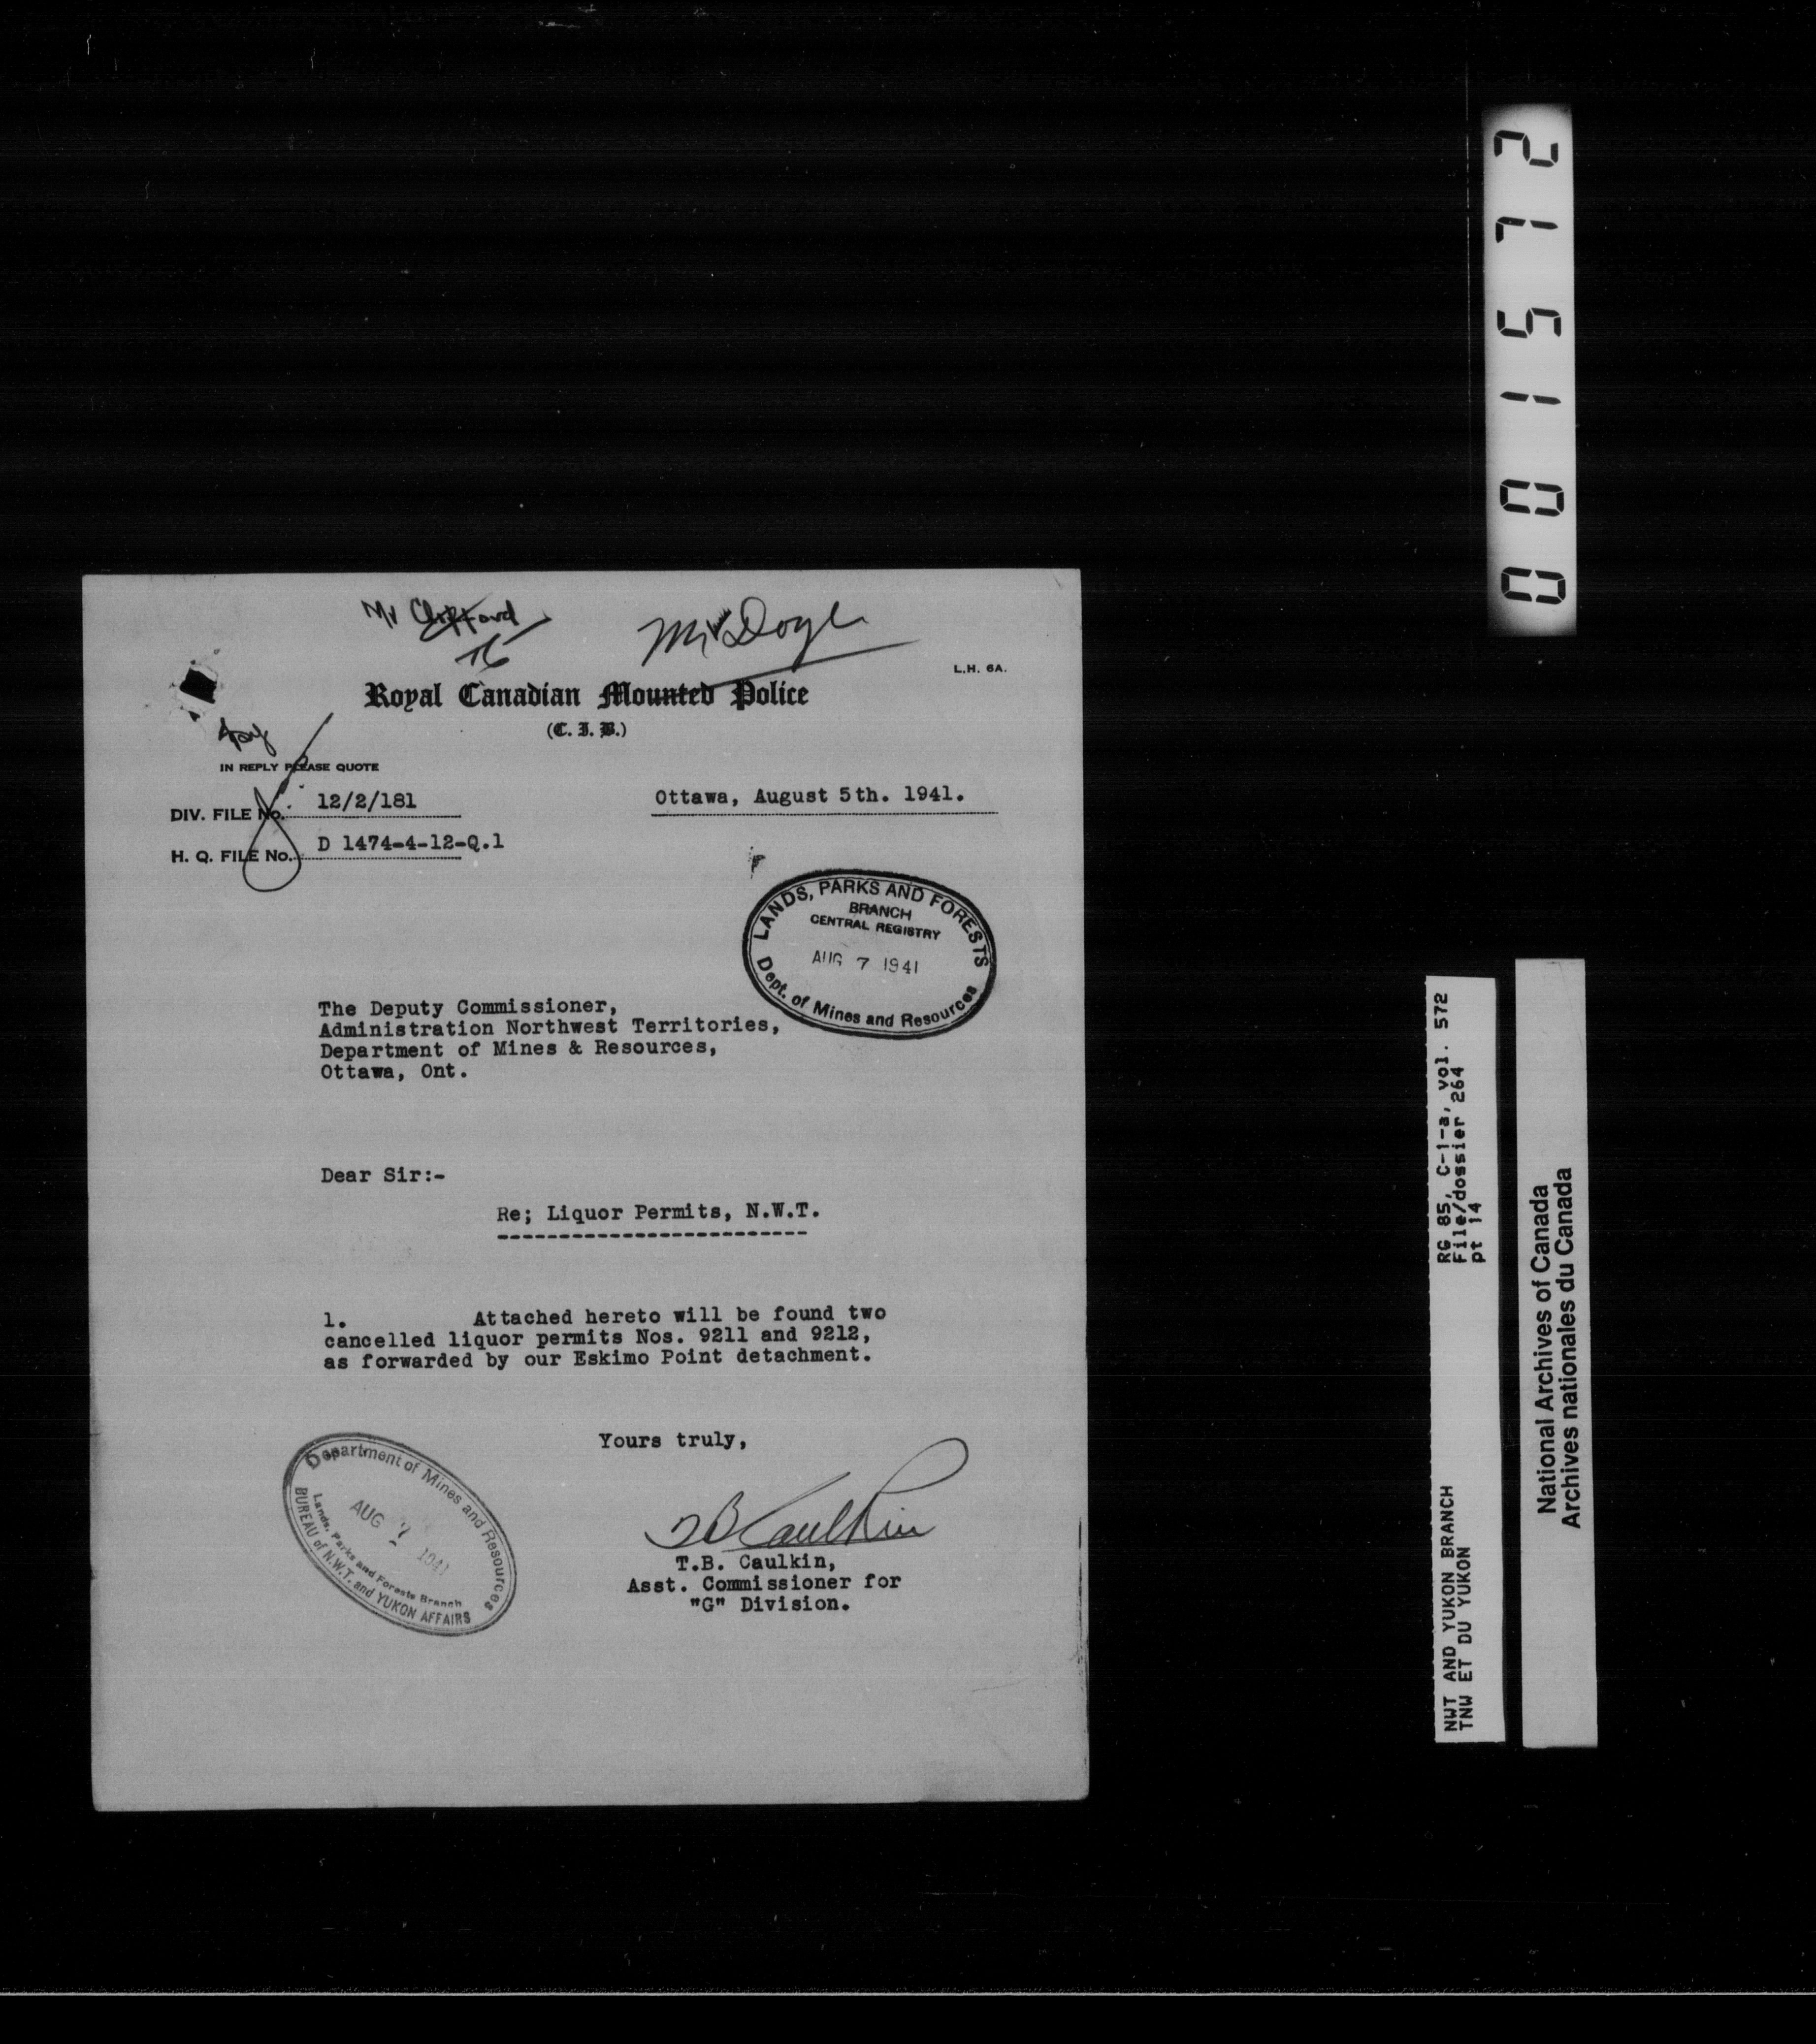 Mr Clifford
Mr Doyle
L.H. 6A.
Royal Canadian Mounted Police
(C. I. B.)
IN REPLY PLEASE QUOTE
DIV. FILE No. 12/2/181
H. Q. FILE No. D 1474-4-12-Q.1
Ottawa, August 5th. 1941.
LANDS, PARKS AND FORESTS
BRANCH
CENTRAL REGISTRY
AUG 7 1941
Dept. of Mines and Resources
The Deputy Commissioner,
Administration Northwest Territories,
Department of Mines & Resources,
Ottawa, Ont.
Dear Sir:-
Re; Liquor Permits, N.W.T.
1. Attached hereto will be found two
cancelled liquor permits Nos. 9211 and 9212,
as forwarded by our Eskimo Point detachment.
Yours truly,
TB Caulkin
T.B. Caulkin,
Asst. Commissioner for
"G" Division.
Department of Mines and Resources
AUG 7 1941
Lands, Parks and Forests Branch
BUREAU of N.W.T. and YUKON AFFAIRS
001512
RG 85, C-1-a, vol. 572
File/dossier 264
pt 14
NWT AND YUKON BRANCH
TNW ET DU YUKON
National Archives of Canada
Archives nationales du Canada